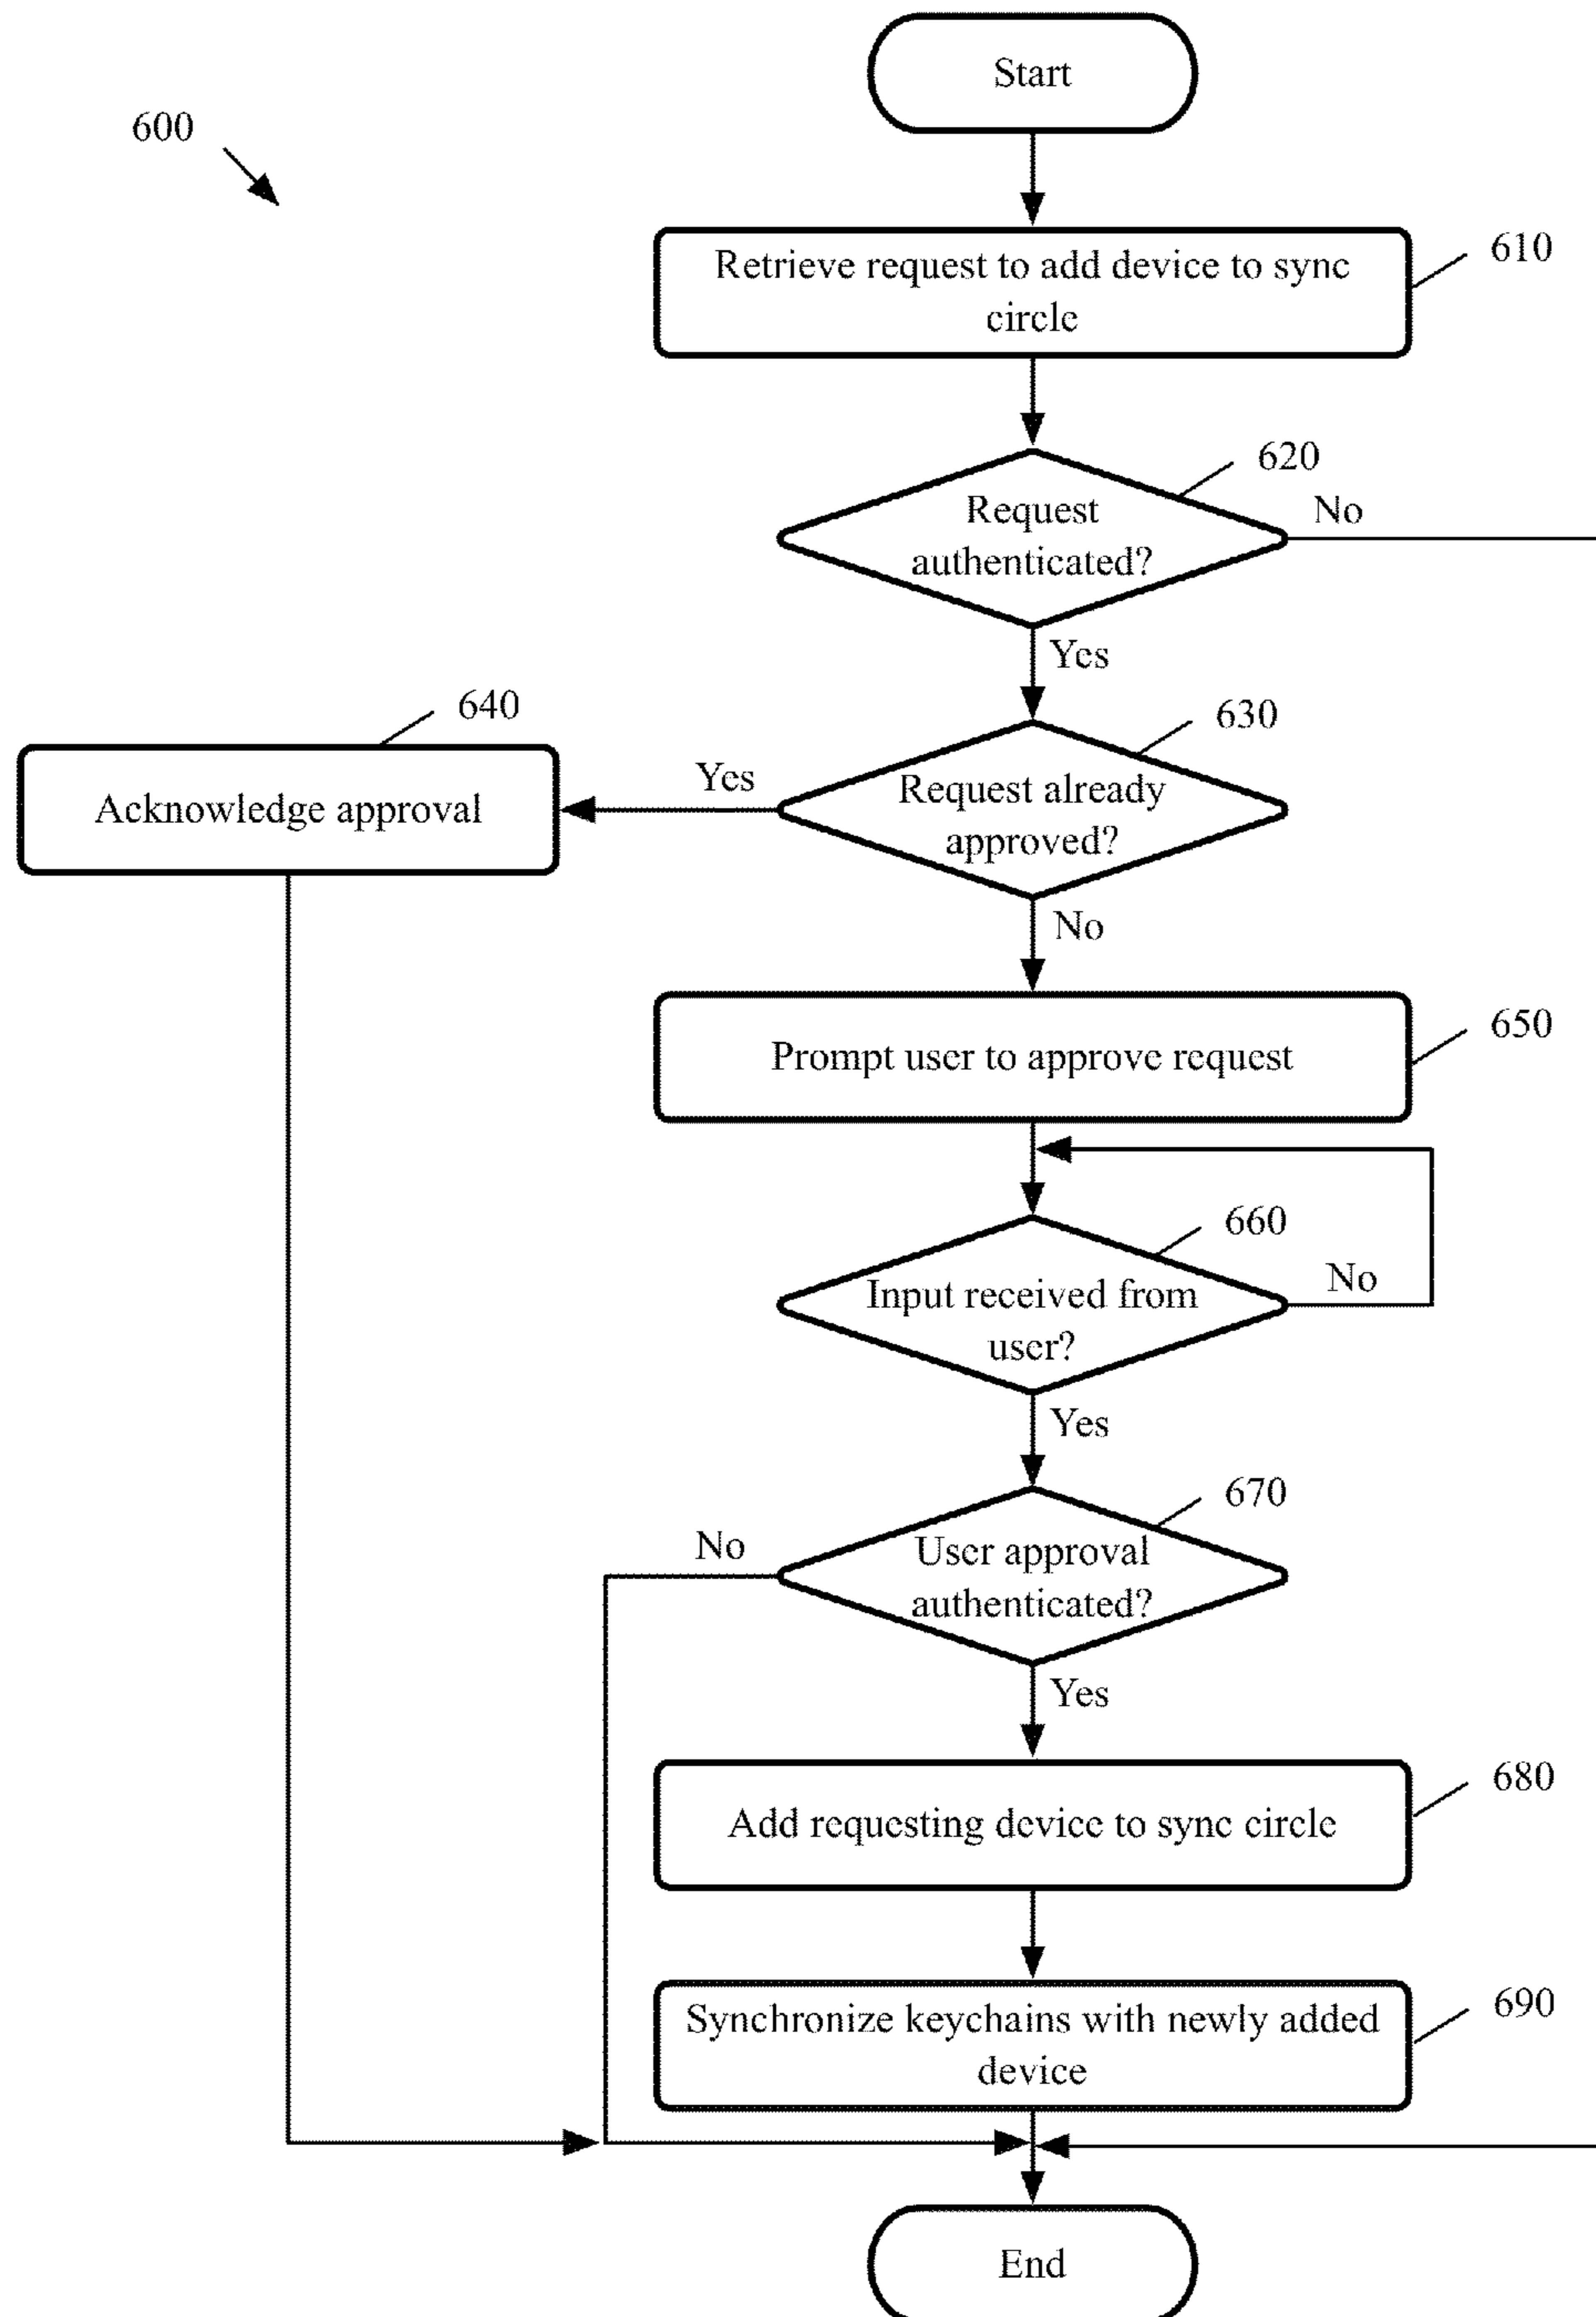 Start
600
Retrieve request to add device to sync
circle
610
620
Request
authenticated?
No
Yes
640
630
Acknowledge approval
Yes
Request already
approved?
No
650
Prompt user to approve request
660
Input received from
user?
No
Yes
670
No
User approval
authenticated?
Yes
680
Add requesting device to sync circle
690
Synchronize keychains with newly added
device
End